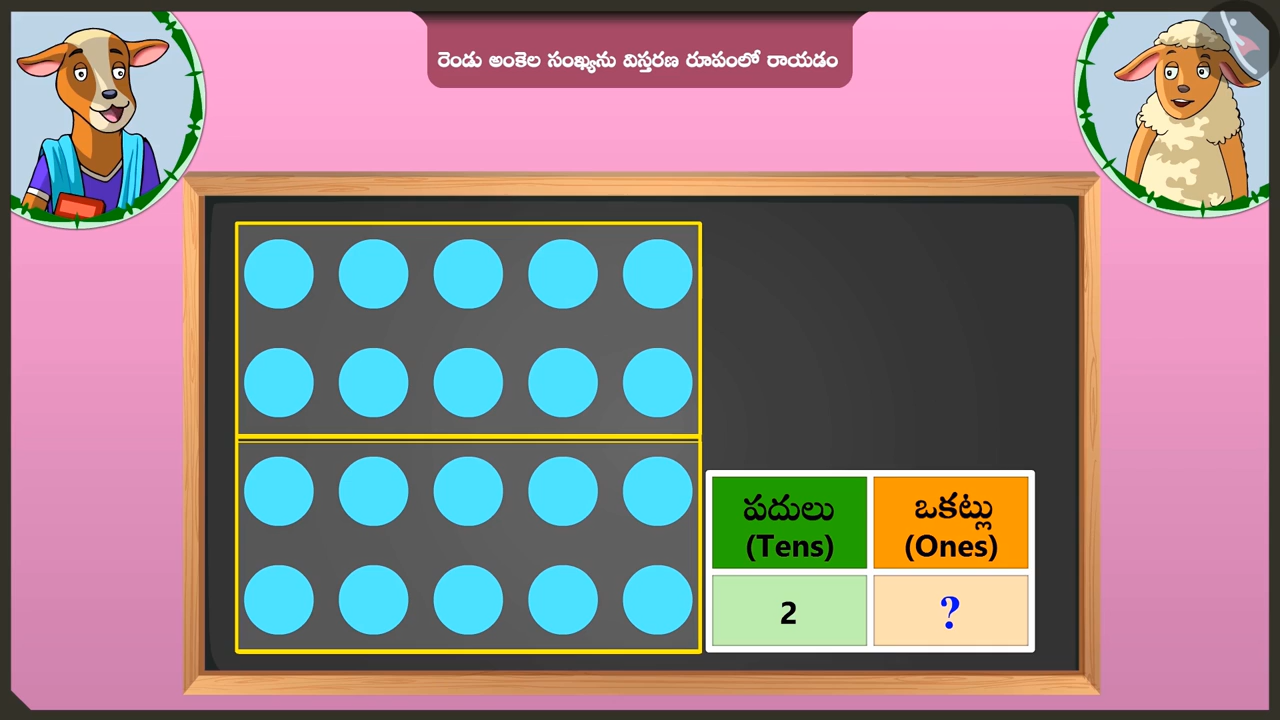 రెండు అంకెల సంఖ్యను విస్తరణ రూపంలో రాయడం
పదులు
(Tens)
ఒకట్లు
(Ones)
2
?